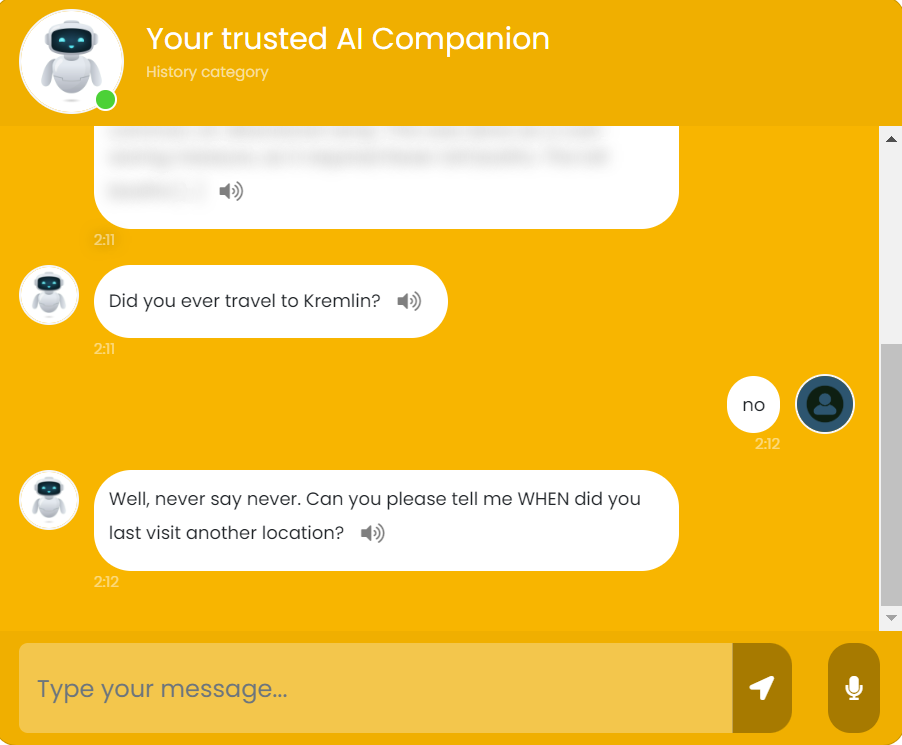 Your trusted AI Companion
History category
2:11
Did you ever travel to Kremlin?
2:11
no
2:12
Well, never say never. Can you please tell me WHEN did you
last visit another location?
2:12
Type your message...